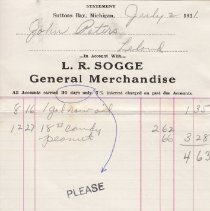 STATEMENT
Suttons Bay, Michigan, July 2 1921.
John Peters
Leland
In Account With
L. R. SOGGE
General Merchandise
All Accounts carried 30 days only. % interest charged on past due Accounts.
8 16 1 gal 1 35
12 27 18 # candy 2 62
peanut 66 3 28
4 63
PLEASE